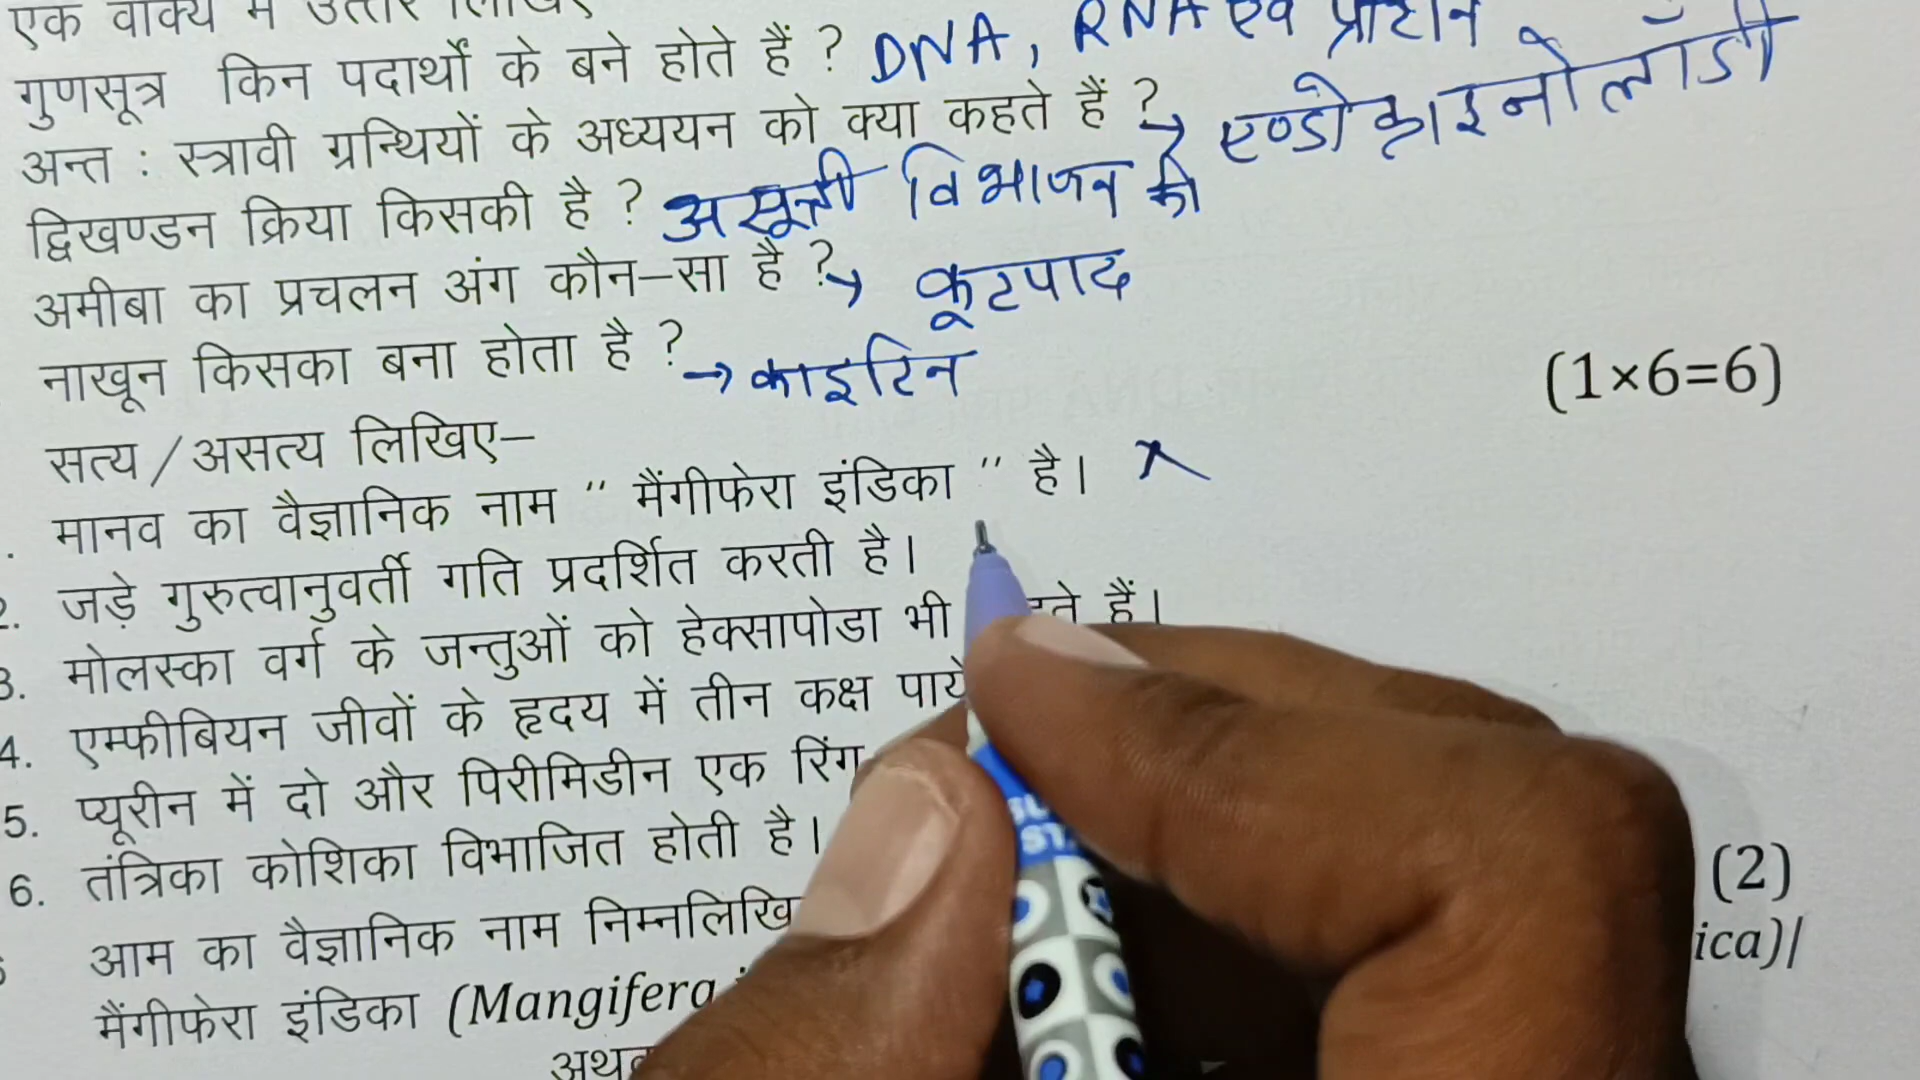 एक वाक्य में उत्तर लिखिए
गुणसूत्र किन पदार्थों के बने होते हैं ? DNA, RNA एवं प्रोटीन
अन्त : स्त्रावी ग्रन्थियों के अध्ययन को क्या कहते हैं ? → एण्डोक्राइनोलॉजी
द्विखण्डन क्रिया किसकी है ? असूत्री विभाजन की
अमीबा का प्रचलन अंग कौन–सा है ? → कूटपाद
नाखून किसका बना होता है ? → काइटिन
(1×6=6)
सत्य / असत्य लिखिए–
मानव का वैज्ञानिक नाम " मैंगीफेरा इंडिका " है। ×
2. जड़े गुरुत्वानुवर्ती गति प्रदर्शित करती है।
3. मोलस्का वर्ग के जन्तुओं को हेक्सापोडा भी हैं।
4. एम्फीबियन जीवों के हृदय में तीन कक्ष
5. प्यूरीन में दो और पिरीमिडीन एक रिंग
6. तंत्रिका कोशिका विभाजित होती है।
(2)
आम का वैज्ञानिक नाम
मैंगीफेरा इंडिका (Mangifera ica)|